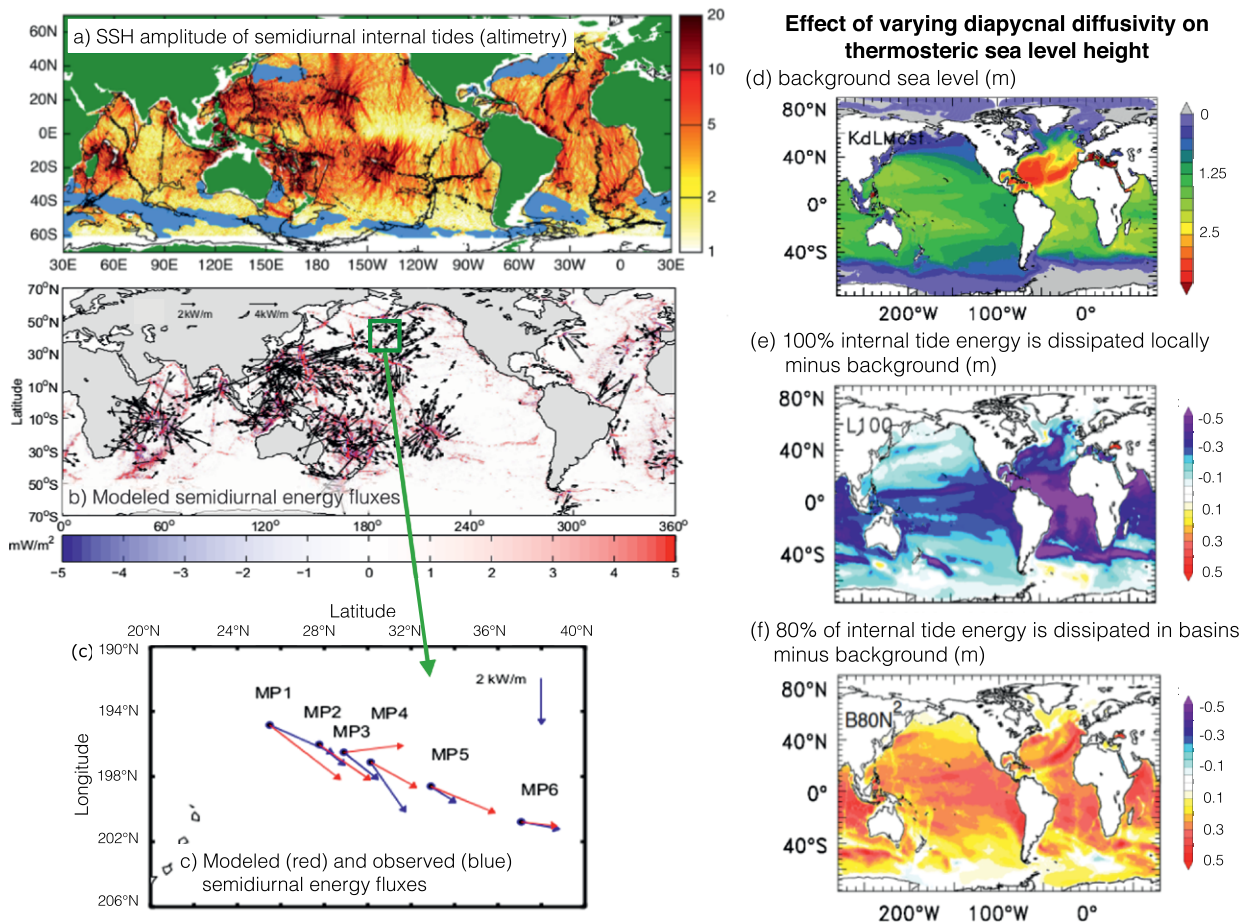 a) SSH amplitude of semidiurnal internal tides (altimetry)
60N
40N
20N
0E
20S
40S
60S
30E 60E 90E 120E 150E 180 150W 120W 90W 60W 30W 0 30E
20
10
5
2
1
70°N
50°N
30°N
10°N
10°S
30°S
50°S
70°S
Latitude
2kW/m 4kW/m
b) Modeled semidiurnal energy fluxes
0° 60° 120° 180° 240° 300° 360°
mW/m2
−5 −4 −3 −2 −1 0 1 2 3 4 5
Latitude
20°N 24°N 28°N 32°N 36°N 40°N
(c)
190°N
194°N
198°N
202°N
206°N
Longitude
2 kW/m
MP1
MP2
MP3
MP4
MP5
MP6
c) Modeled (red) and observed (blue)
semidiurnal energy fluxes
Effect of varying diapycnal diffusivity on
thermosteric sea level height
(d) background sea level (m)
80°N
40°N
0°
40°S
200°W 100°W 0°
0
1.25
2.5
(e) 100% internal tide energy is dissipated locally
minus background (m)
L100
80°N
40°N
0°
40°S
200°W 100°W 0°
-0.5
-0.3
-0.1
0.1
0.3
0.5
(f) 80% of internal tide energy is dissipated in basins
minus background (m)
B80N2
80°N
40°N
0°
40°S
200°W 100°W 0°
-0.5
-0.3
-0.1
0.1
0.3
0.5